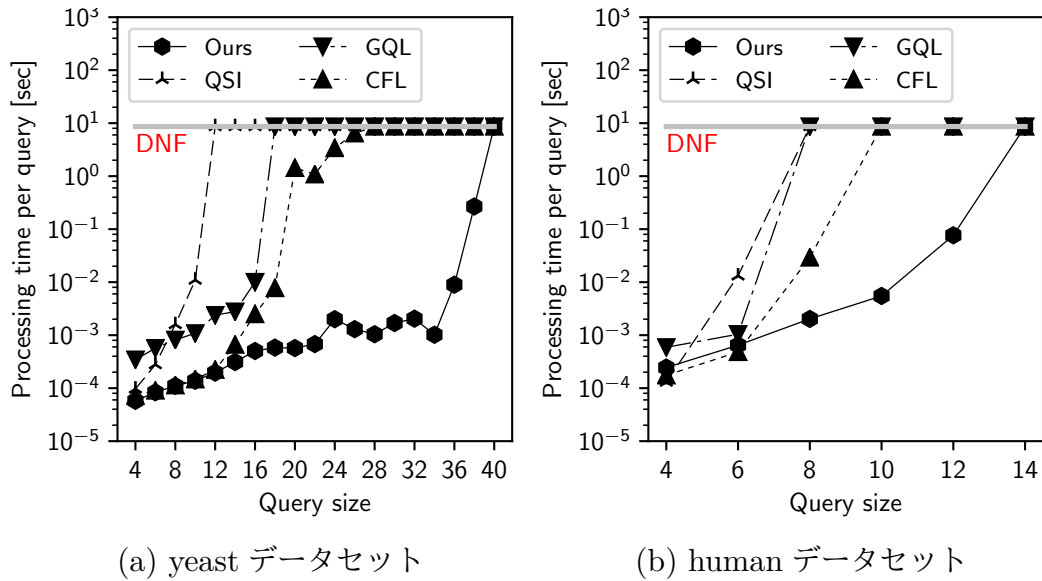 Processing time per query [sec]
10³
10²
10¹
10⁰
10⁻¹
10⁻²
10⁻³
10⁻⁴
10⁻⁵
Ours
QSI
GQL
CFL
DNF
4 8 12 16 20 24 28 32 36 40
Query size
(a) yeast データセット
Processing time per query [sec]
10³
10²
10¹
10⁰
10⁻¹
10⁻²
10⁻³
10⁻⁴
10⁻⁵
Ours
QSI
GQL
CFL
DNF
4 6 8 10 12 14
Query size
(b) human データセット